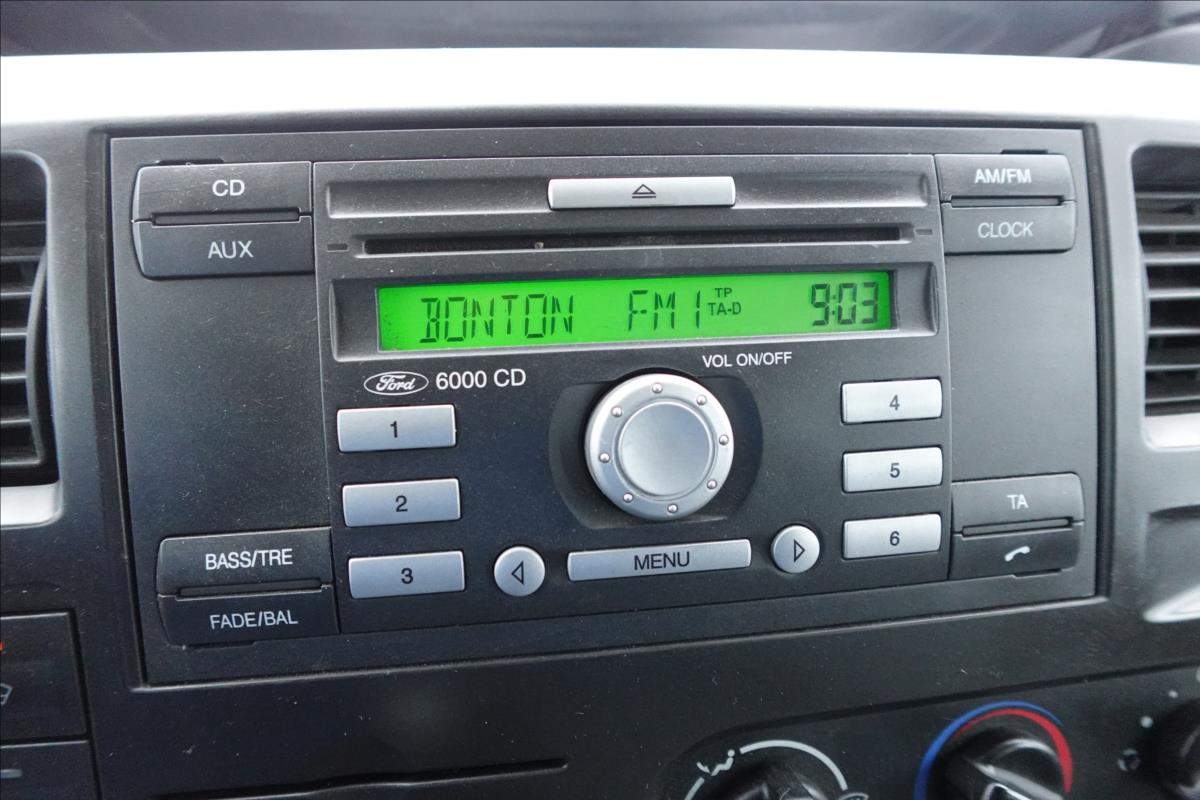 CD
AUX
AM/FM
CLOCK
BONTON FM1 TP TA-D 9:03
VOL ON/OFF
Ford 6000 CD
1
2
3
4
5
6
BASS/TRE
FADE/BAL
MENU
TA